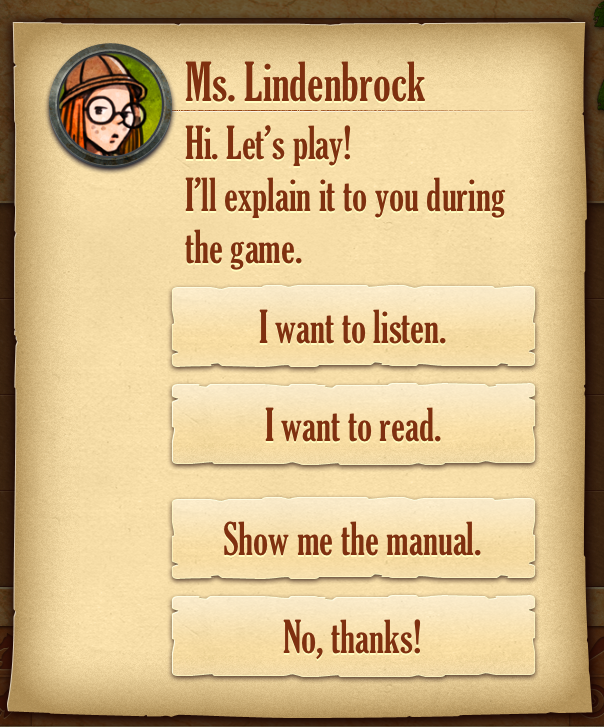 Ms. Lindenbrock
Hi. Let's play!
I'll explain it to you during
the game.
I want to listen.
I want to read.
Show me the manual.
No, thanks!